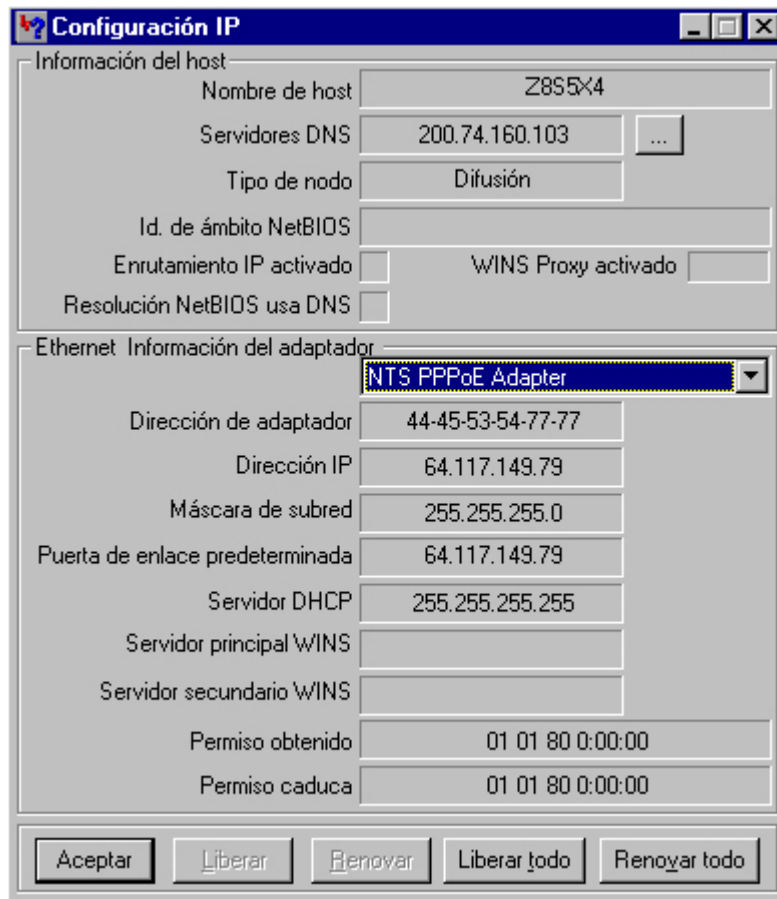 Configuración IP
Información del host
Nombre de host Z8S5X4
Servidores DNS 200.74.160.103 ...
Tipo de nodo Difusión
Id. de ámbito NetBIOS
Enrutamiento IP activado WINS Proxy activado
Resolución NetBIOS usa DNS
Ethernet Información del adaptador
NTS PPPoE Adapter
Dirección de adaptador 44-45-53-54-77-77
Dirección IP 64.117.149.79
Máscara de subred 255.255.255.0
Puerta de enlace predeterminada 64.117.149.79
Servidor DHCP 255.255.255.255
Servidor principal WINS
Servidor secundario WINS
Permiso obtenido 01 01 80 0:00:00
Permiso caduca 01 01 80 0:00:00
Aceptar Liberar Renovar Liberar todo Renovar todo